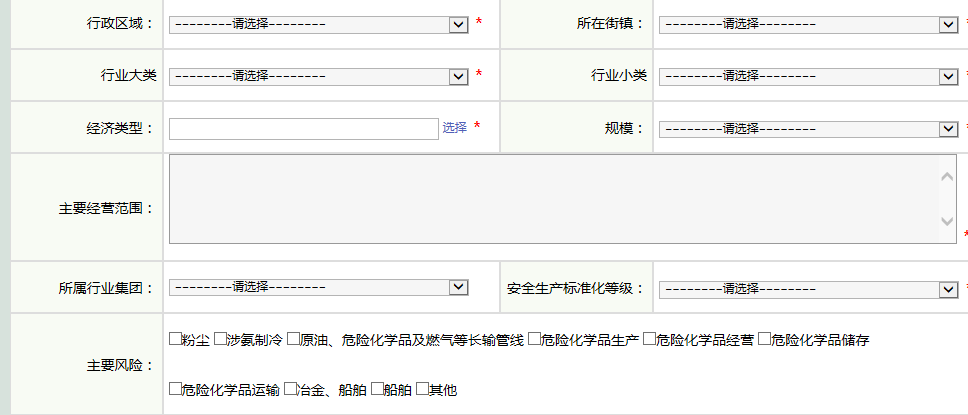 行政区域： --------请选择-------- * 所在街镇： --------请选择-------- *
行业大类 --------请选择-------- * 行业小类 --------请选择-------- *
经济类型： 选择 * 规模： --------请选择-------- *
主要经营范围： *
所属行业集团： --------请选择-------- 安全生产标准化等级： --------请选择-------- *
主要风险： 粉尘 涉氨制冷 原油、危险化学品及燃气等长输管线 危险化学品生产 危险化学品经营 危险化学品储存
危险化学品运输 冶金、船舶 船舶 其他